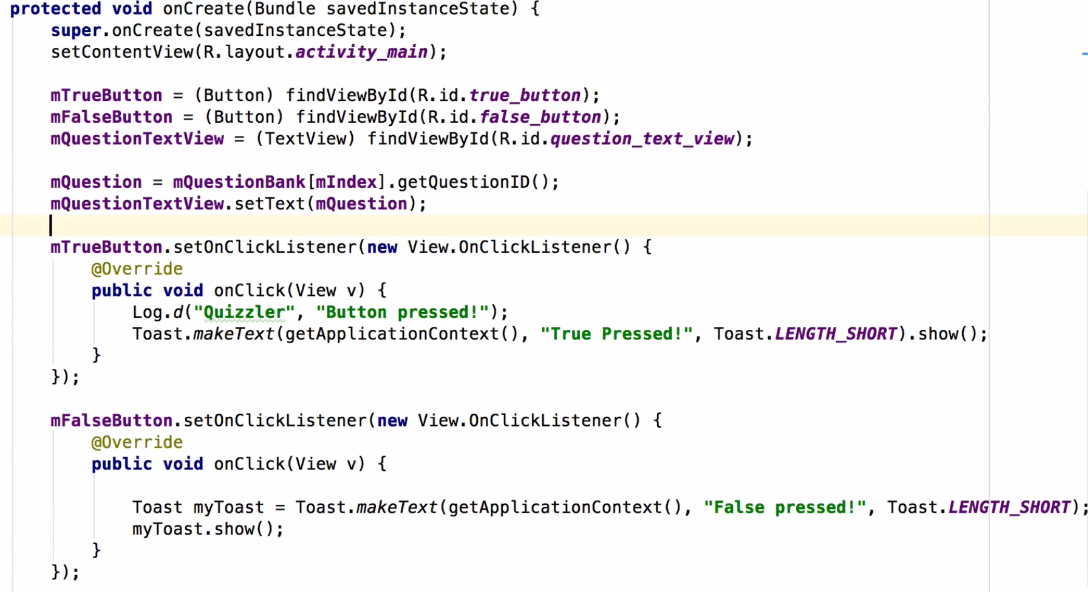 protected void onCreate(Bundle savedInstanceState) {
    super.onCreate(savedInstanceState);
    setContentView(R.layout.activity_main);

    mTrueButton = (Button) findViewById(R.id.true_button);
    mFalseButton = (Button) findViewById(R.id.false_button);
    mQuestionTextView = (TextView) findViewById(R.id.question_text_view);

    mQuestion = mQuestionBank[mIndex].getQuestionID();
    mQuestionTextView.setText(mQuestion);

    mTrueButton.setOnClickListener(new View.OnClickListener() {
        @Override
        public void onClick(View v) {
            Log.d("Quizzler", "Button pressed!");
            Toast.makeText(getApplicationContext(), "True Pressed!", Toast.LENGTH_SHORT).show();
        }
    });

    mFalseButton.setOnClickListener(new View.OnClickListener() {
        @Override
        public void onClick(View v) {

            Toast myToast = Toast.makeText(getApplicationContext(), "False pressed!", Toast.LENGTH_SHORT);
            myToast.show();
        }
    });